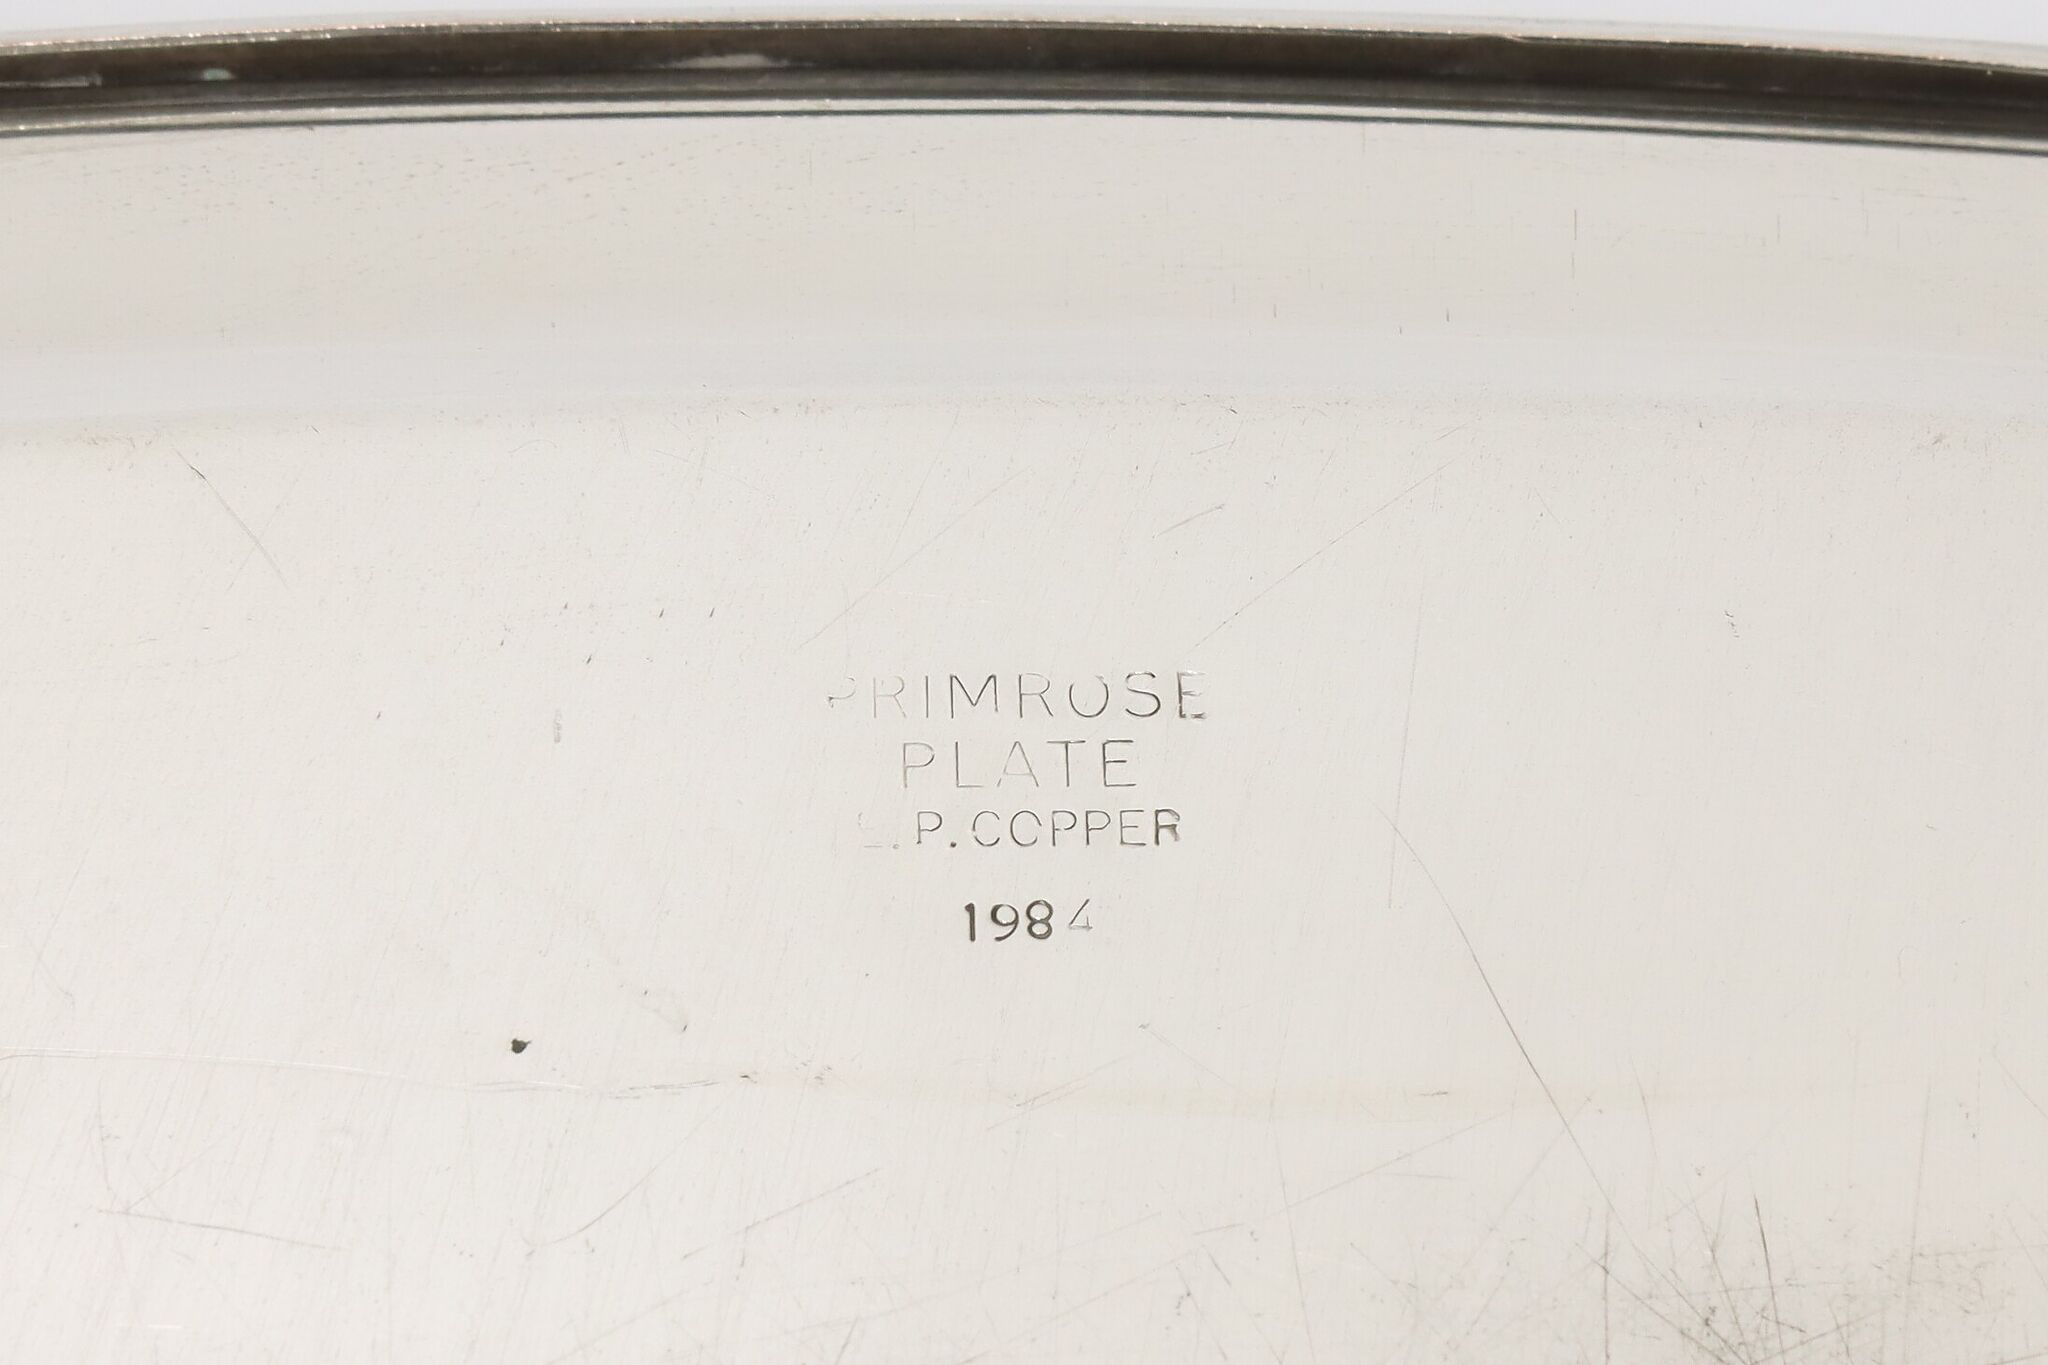 PRIMROSE
PLATE
E.P.COPPER
1984